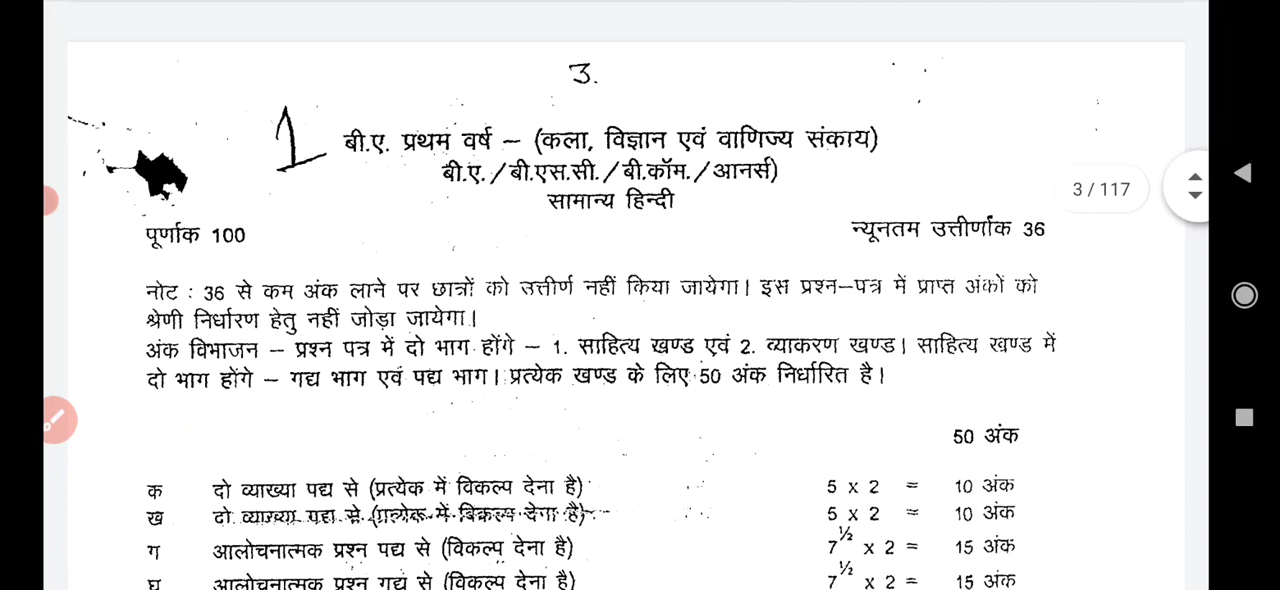 3.
1 बी.ए. प्रथम वर्ष – (कला, विज्ञान एवं वाणिज्य संकाय)
बी.ए./बी.एस.सी./बी.कॉम./आनर्स)
सामान्य हिन्दी
3 / 117
पूर्णाक 100 न्यूनतम उत्तीर्णांक 36
नोट : 36 से कम अंक लाने पर छात्रों को उत्तीर्ण नहीं किया जायेगा। इस प्रश्न–पत्र में प्राप्त अंकों को
श्रेणी निर्धारण हेतु नहीं जोड़ा जायेगा।
अंक विभाजन – प्रश्न पत्र में दो भाग होंगे – 1. साहित्य खण्ड एवं 2. व्याकरण खण्ड। साहित्य खण्ड में
दो भाग होंगे – गद्य भाग एवं पद्य भाग। प्रत्येक खण्ड के लिए 50 अंक निर्धारित है।
50 अंक
क दो व्याख्या पद्य से (प्रत्येक में विकल्प देना है) 5 x 2 = 10 अंक
ख दो व्याख्या गद्य से (प्रत्येक में विकल्प देना है) 5 x 2 = 10 अंक
ग आलोचनात्मक प्रश्न पद्य से (विकल्प देना है) 7½ x 2 = 15 अंक
घ आलोचनात्मक प्रश्न गद्य से (विकल्प देना है) 7½ x 2 = 15 अंक